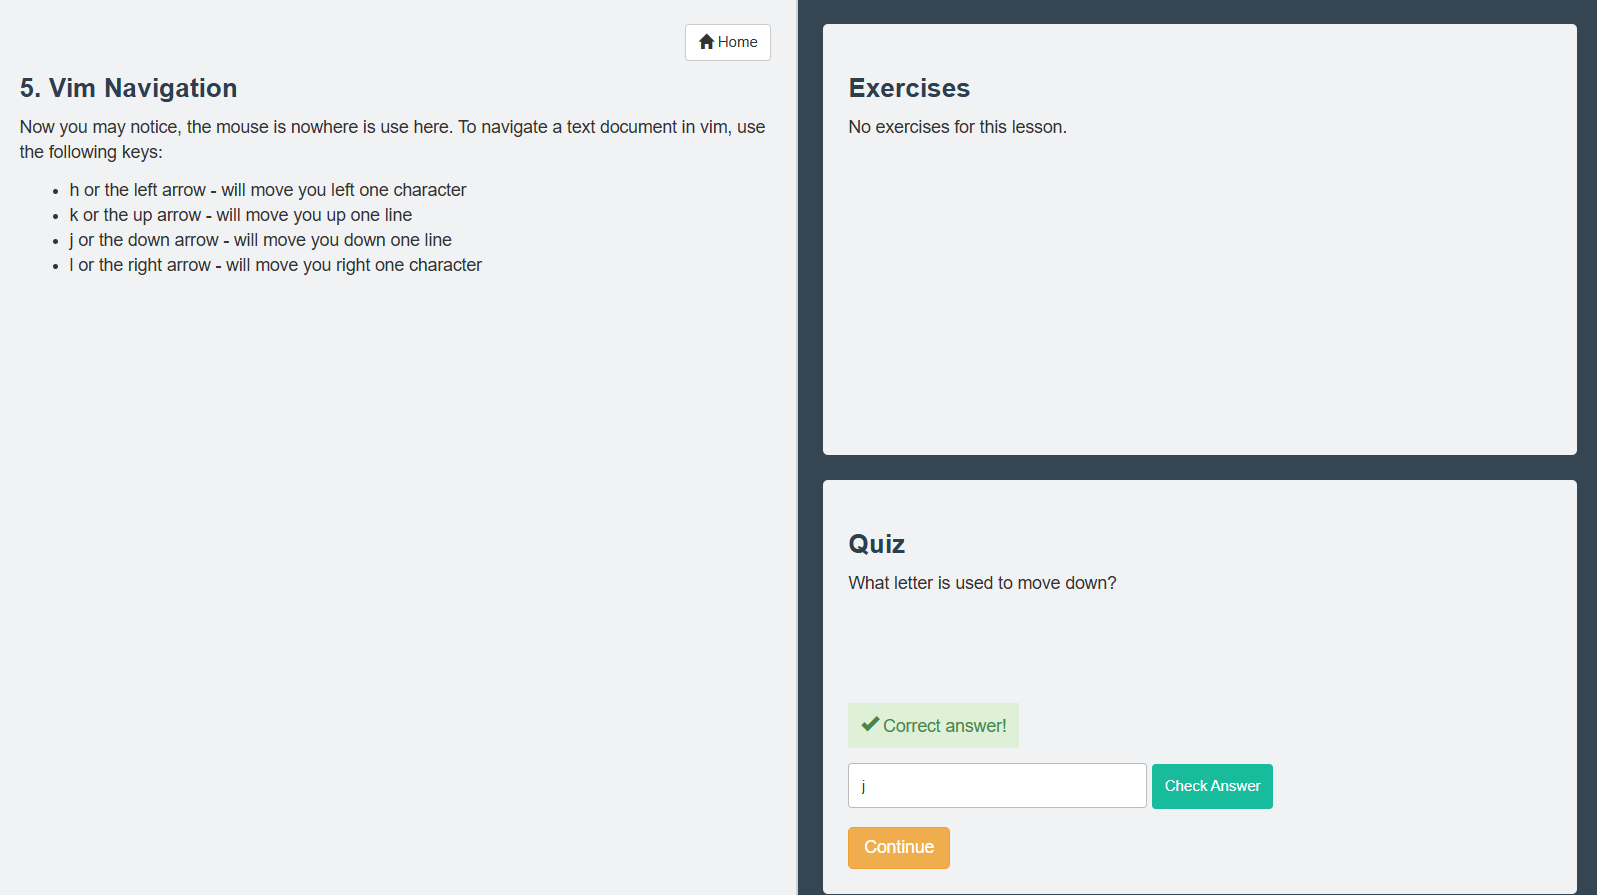 Home
5. Vim Navigation
Now you may notice, the mouse is nowhere is use here. To navigate a text document in vim, use
the following keys:
h or the left arrow - will move you left one character
k or the up arrow - will move you up one line
j or the down arrow - will move you down one line
l or the right arrow - will move you right one character
Exercises
No exercises for this lesson.
Quiz
What letter is used to move down?
Correct answer!
j
Check Answer
Continue